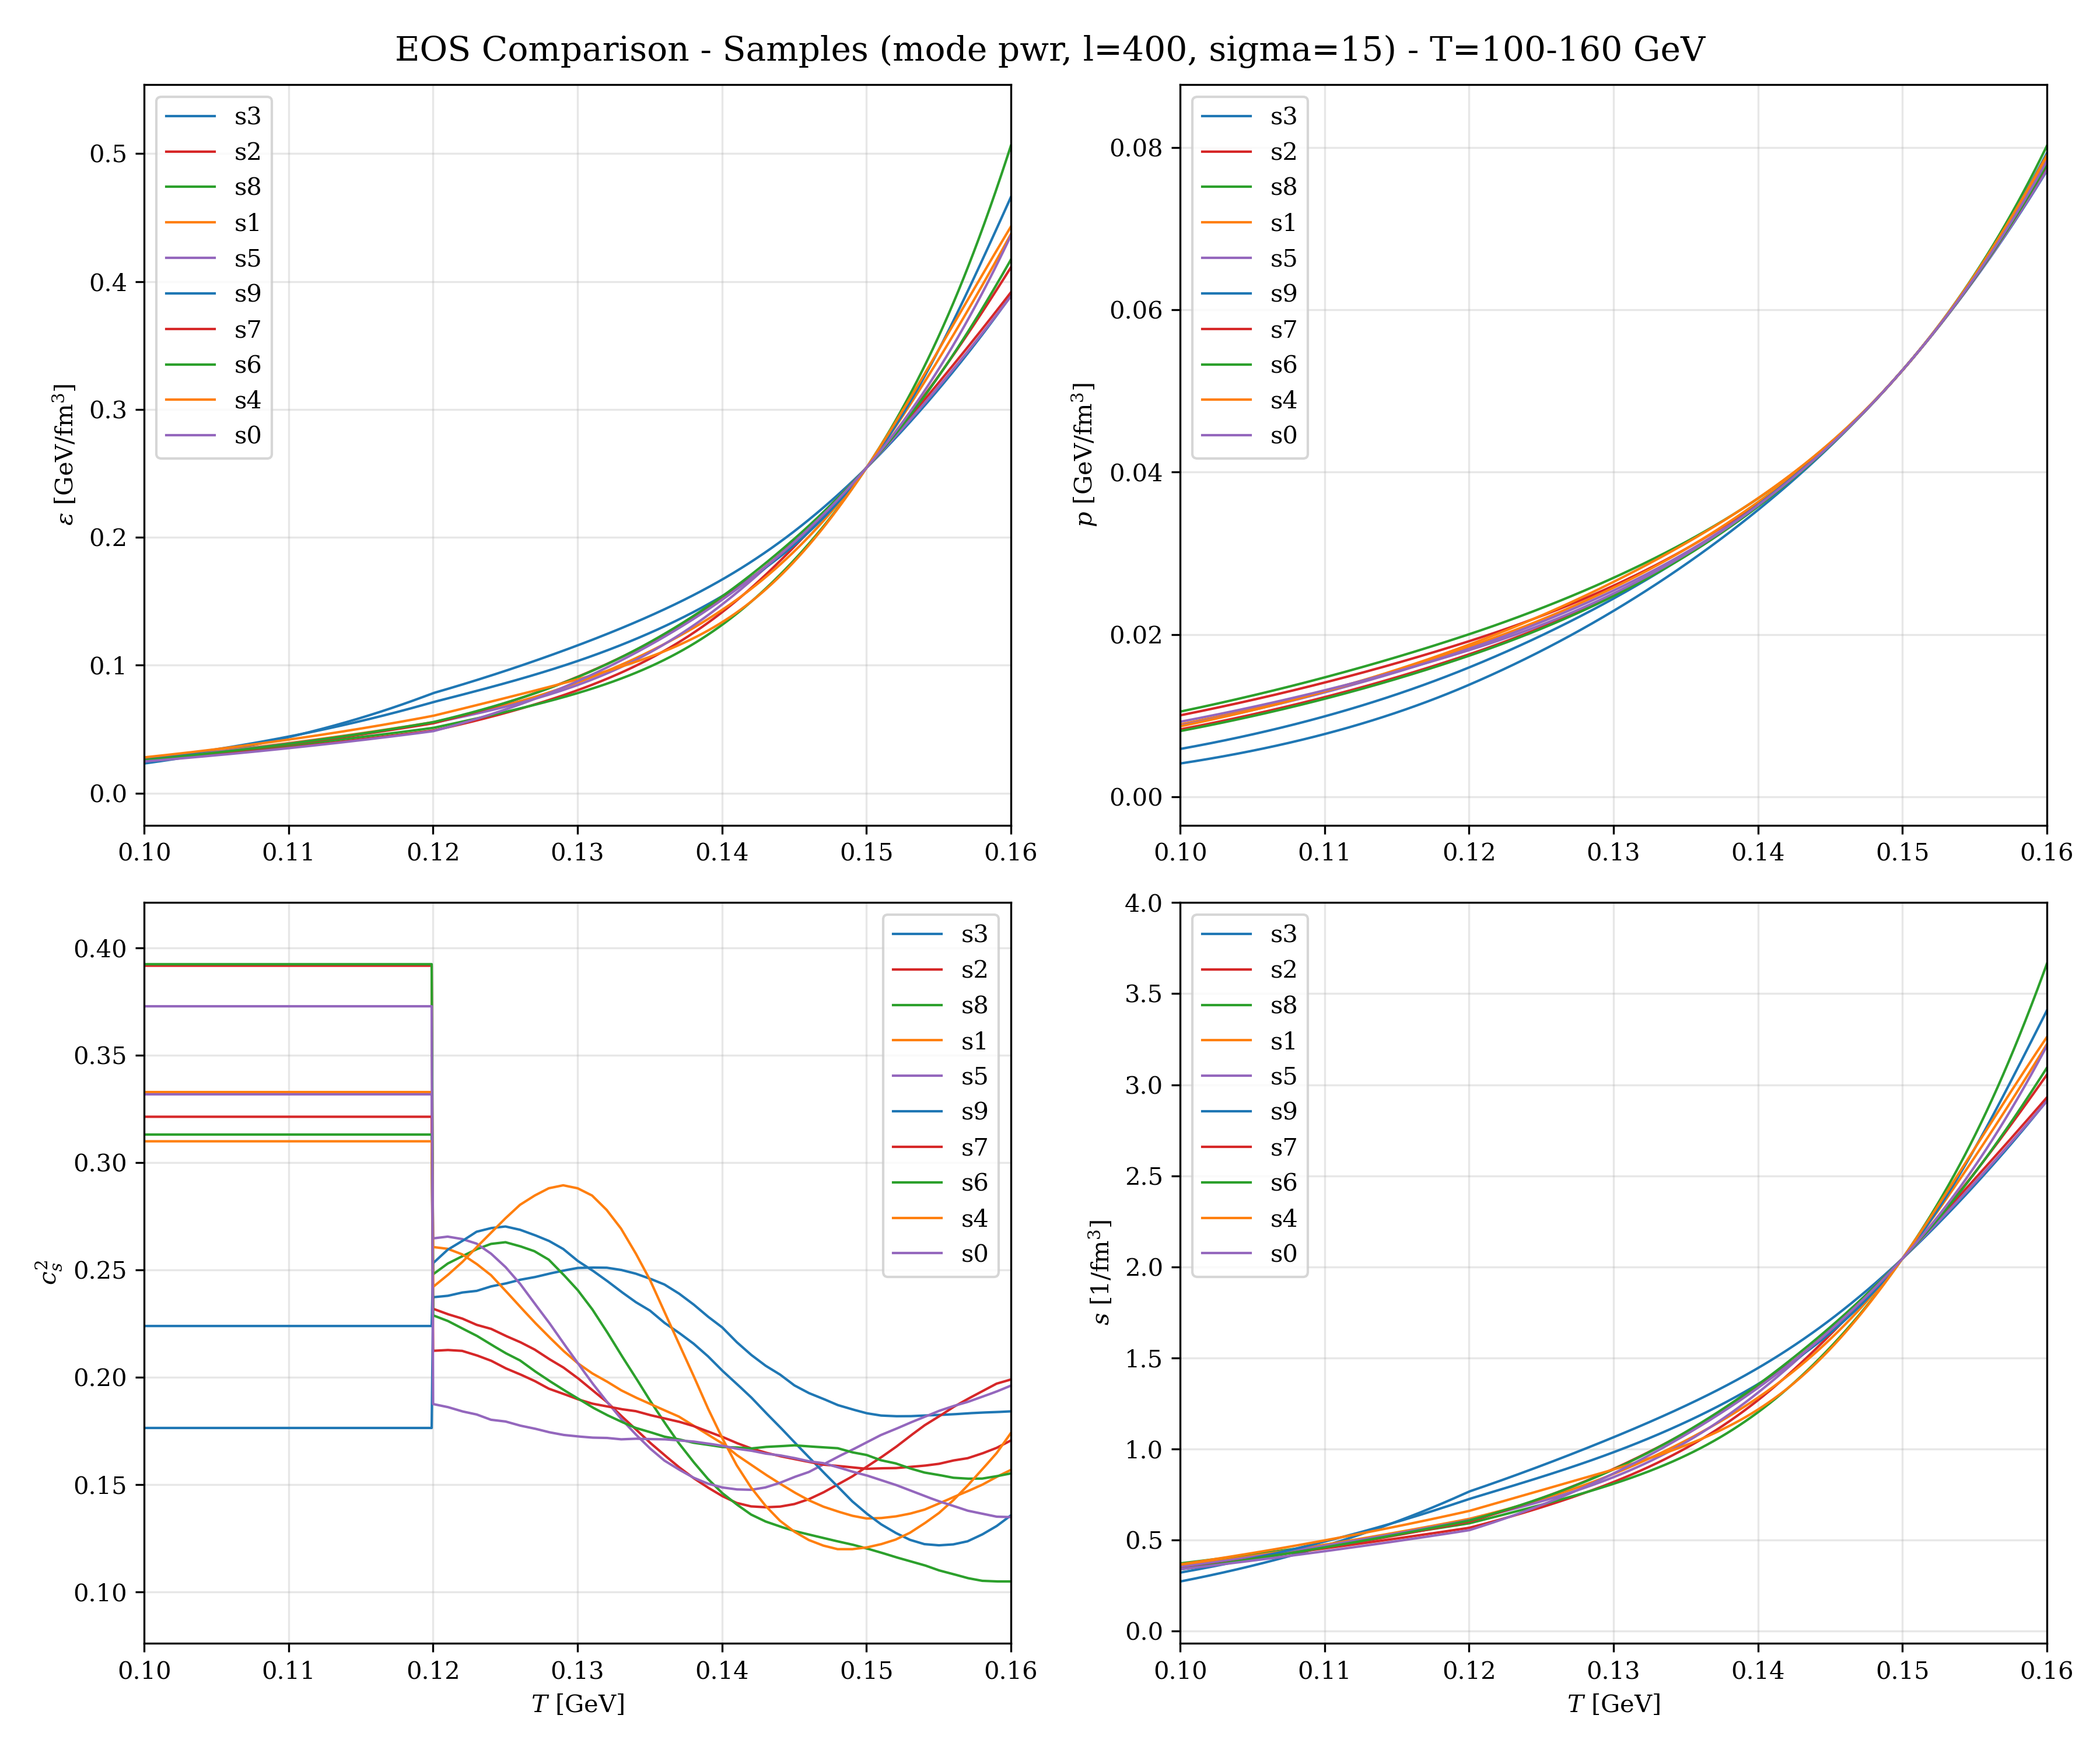 EOS Comparison - Samples (mode pwr, l=400, sigma=15) - T=100-160 GeV
s3
s2
s8
s1
s5
s9
s7
s6
s4
s0
0.5
0.4
0.3
0.2
0.1
0.0
ε [GeV/fm³]
0.10
0.11
0.12
0.13
0.14
0.15
0.16
s3
s2
s8
s1
s5
s9
s7
s6
s4
s0
0.08
0.06
0.04
0.02
0.00
p [GeV/fm³]
0.10
0.11
0.12
0.13
0.14
0.15
0.16
s3
s2
s8
s1
s5
s9
s7
s6
s4
s0
0.40
0.35
0.30
0.25
0.20
0.15
0.10
c_s^2
0.10
0.11
0.12
0.13
0.14
0.15
0.16
T [GeV]
s3
s2
s8
s1
s5
s9
s7
s6
s4
s0
4.0
3.5
3.0
2.5
2.0
1.5
1.0
0.5
0.0
s [1/fm³]
0.10
0.11
0.12
0.13
0.14
0.15
0.16
T [GeV]